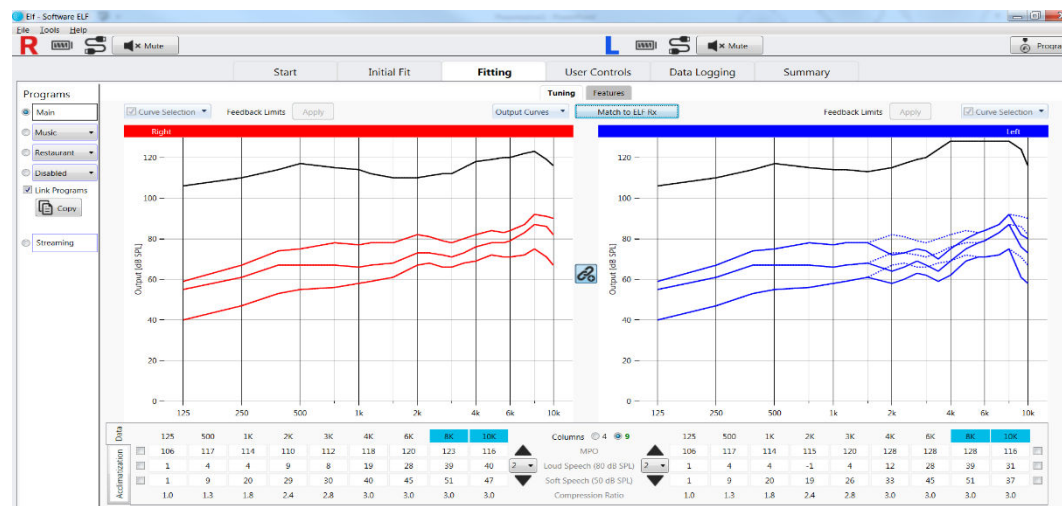 Elf - Software ELF
File Tools Help
R Mute L Mute Progra
Start Initial Fit Fitting User Controls Data Logging Summary
Programs
Main
Music
Restaurant
Disabled
Link Programs
Copy
Streaming
Tuning Features
Curve Selection Feedback Limits Apply Output Curves Match to ELF Rx Feedback Limits Apply Curve Selection
Right
Output [dB SPL]
120
100
80
60
40
20
0
125 250 500 1k 2k 4k 6k 10k
Left
Output [dB SPL]
120
100
80
60
40
20
0
125 250 500 1k 2k 4k 6k 10k
Data
Acclimatization
125 500 1K 2K 3K 4K 6K 8K 10K Columns 4 9 125 500 1K 2K 3K 4K 6K 8K 10K
106 117 114 110 112 118 120 123 116 MPO 106 117 114 115 120 128 128 128 116
1 4 4 9 8 19 28 39 40 2 Loud Speech (80 dB SPL) 2 1 4 4 -1 4 12 28 39 31
1 9 20 29 30 40 45 51 47 Soft Speech (50 dB SPL) 1 9 20 19 26 33 45 51 37
1.0 1.3 1.8 2.4 2.8 3.0 3.0 3.0 3.0 Compression Ratio 1.0 1.3 1.8 2.4 2.8 3.0 3.0 3.0 3.0